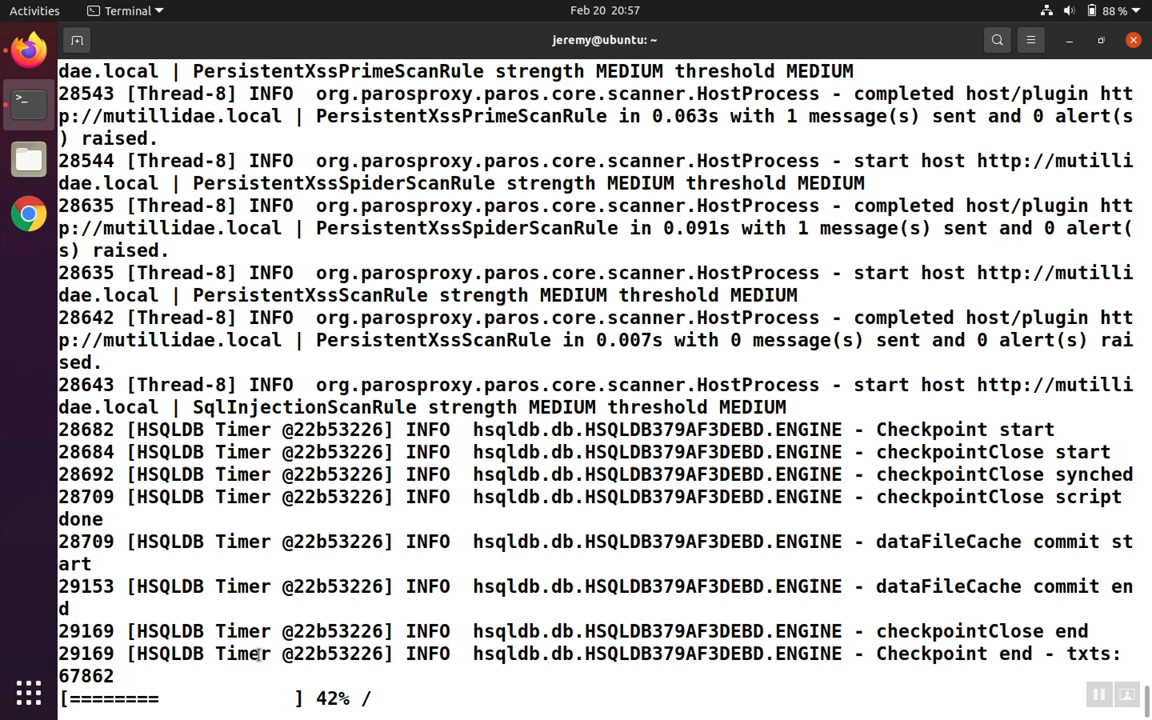 Activities Terminal Feb 20 20:57 88 %
jeremy@ubuntu: ~
dae.local | PersistentXssPrimeScanRule strength MEDIUM threshold MEDIUM
28543 [Thread-8] INFO  org.parosproxy.paros.core.scanner.HostProcess - completed host/plugin htt
p://mutillidae.local | PersistentXssPrimeScanRule in 0.063s with 1 message(s) sent and 0 alert(s
) raised.
28544 [Thread-8] INFO  org.parosproxy.paros.core.scanner.HostProcess - start host http://mutilli
dae.local | PersistentXssSpiderScanRule strength MEDIUM threshold MEDIUM
28635 [Thread-8] INFO  org.parosproxy.paros.core.scanner.HostProcess - completed host/plugin htt
p://mutillidae.local | PersistentXssSpiderScanRule in 0.091s with 1 message(s) sent and 0 alert(
s) raised.
28635 [Thread-8] INFO  org.parosproxy.paros.core.scanner.HostProcess - start host http://mutilli
dae.local | PersistentXssScanRule strength MEDIUM threshold MEDIUM
28642 [Thread-8] INFO  org.parosproxy.paros.core.scanner.HostProcess - completed host/plugin htt
p://mutillidae.local | PersistentXssScanRule in 0.007s with 0 message(s) sent and 0 alert(s) rai
sed.
28643 [Thread-8] INFO  org.parosproxy.paros.core.scanner.HostProcess - start host http://mutilli
dae.local | SqlInjectionScanRule strength MEDIUM threshold MEDIUM
28682 [HSQLDB Timer @22b53226] INFO  hsqldb.db.HSQLDB379AF3DEBD.ENGINE - Checkpoint start
28684 [HSQLDB Timer @22b53226] INFO  hsqldb.db.HSQLDB379AF3DEBD.ENGINE - checkpointClose start
28692 [HSQLDB Timer @22b53226] INFO  hsqldb.db.HSQLDB379AF3DEBD.ENGINE - checkpointClose synched
28709 [HSQLDB Timer @22b53226] INFO  hsqldb.db.HSQLDB379AF3DEBD.ENGINE - checkpointClose script
done
28709 [HSQLDB Timer @22b53226] INFO  hsqldb.db.HSQLDB379AF3DEBD.ENGINE - dataFileCache commit st
art
29153 [HSQLDB Timer @22b53226] INFO  hsqldb.db.HSQLDB379AF3DEBD.ENGINE - dataFileCache commit en
d
29169 [HSQLDB Timer @22b53226] INFO  hsqldb.db.HSQLDB379AF3DEBD.ENGINE - checkpointClose end
29169 [HSQLDB Timer @22b53226] INFO  hsqldb.db.HSQLDB379AF3DEBD.ENGINE - Checkpoint end - txts:
67862
[========            ] 42% /